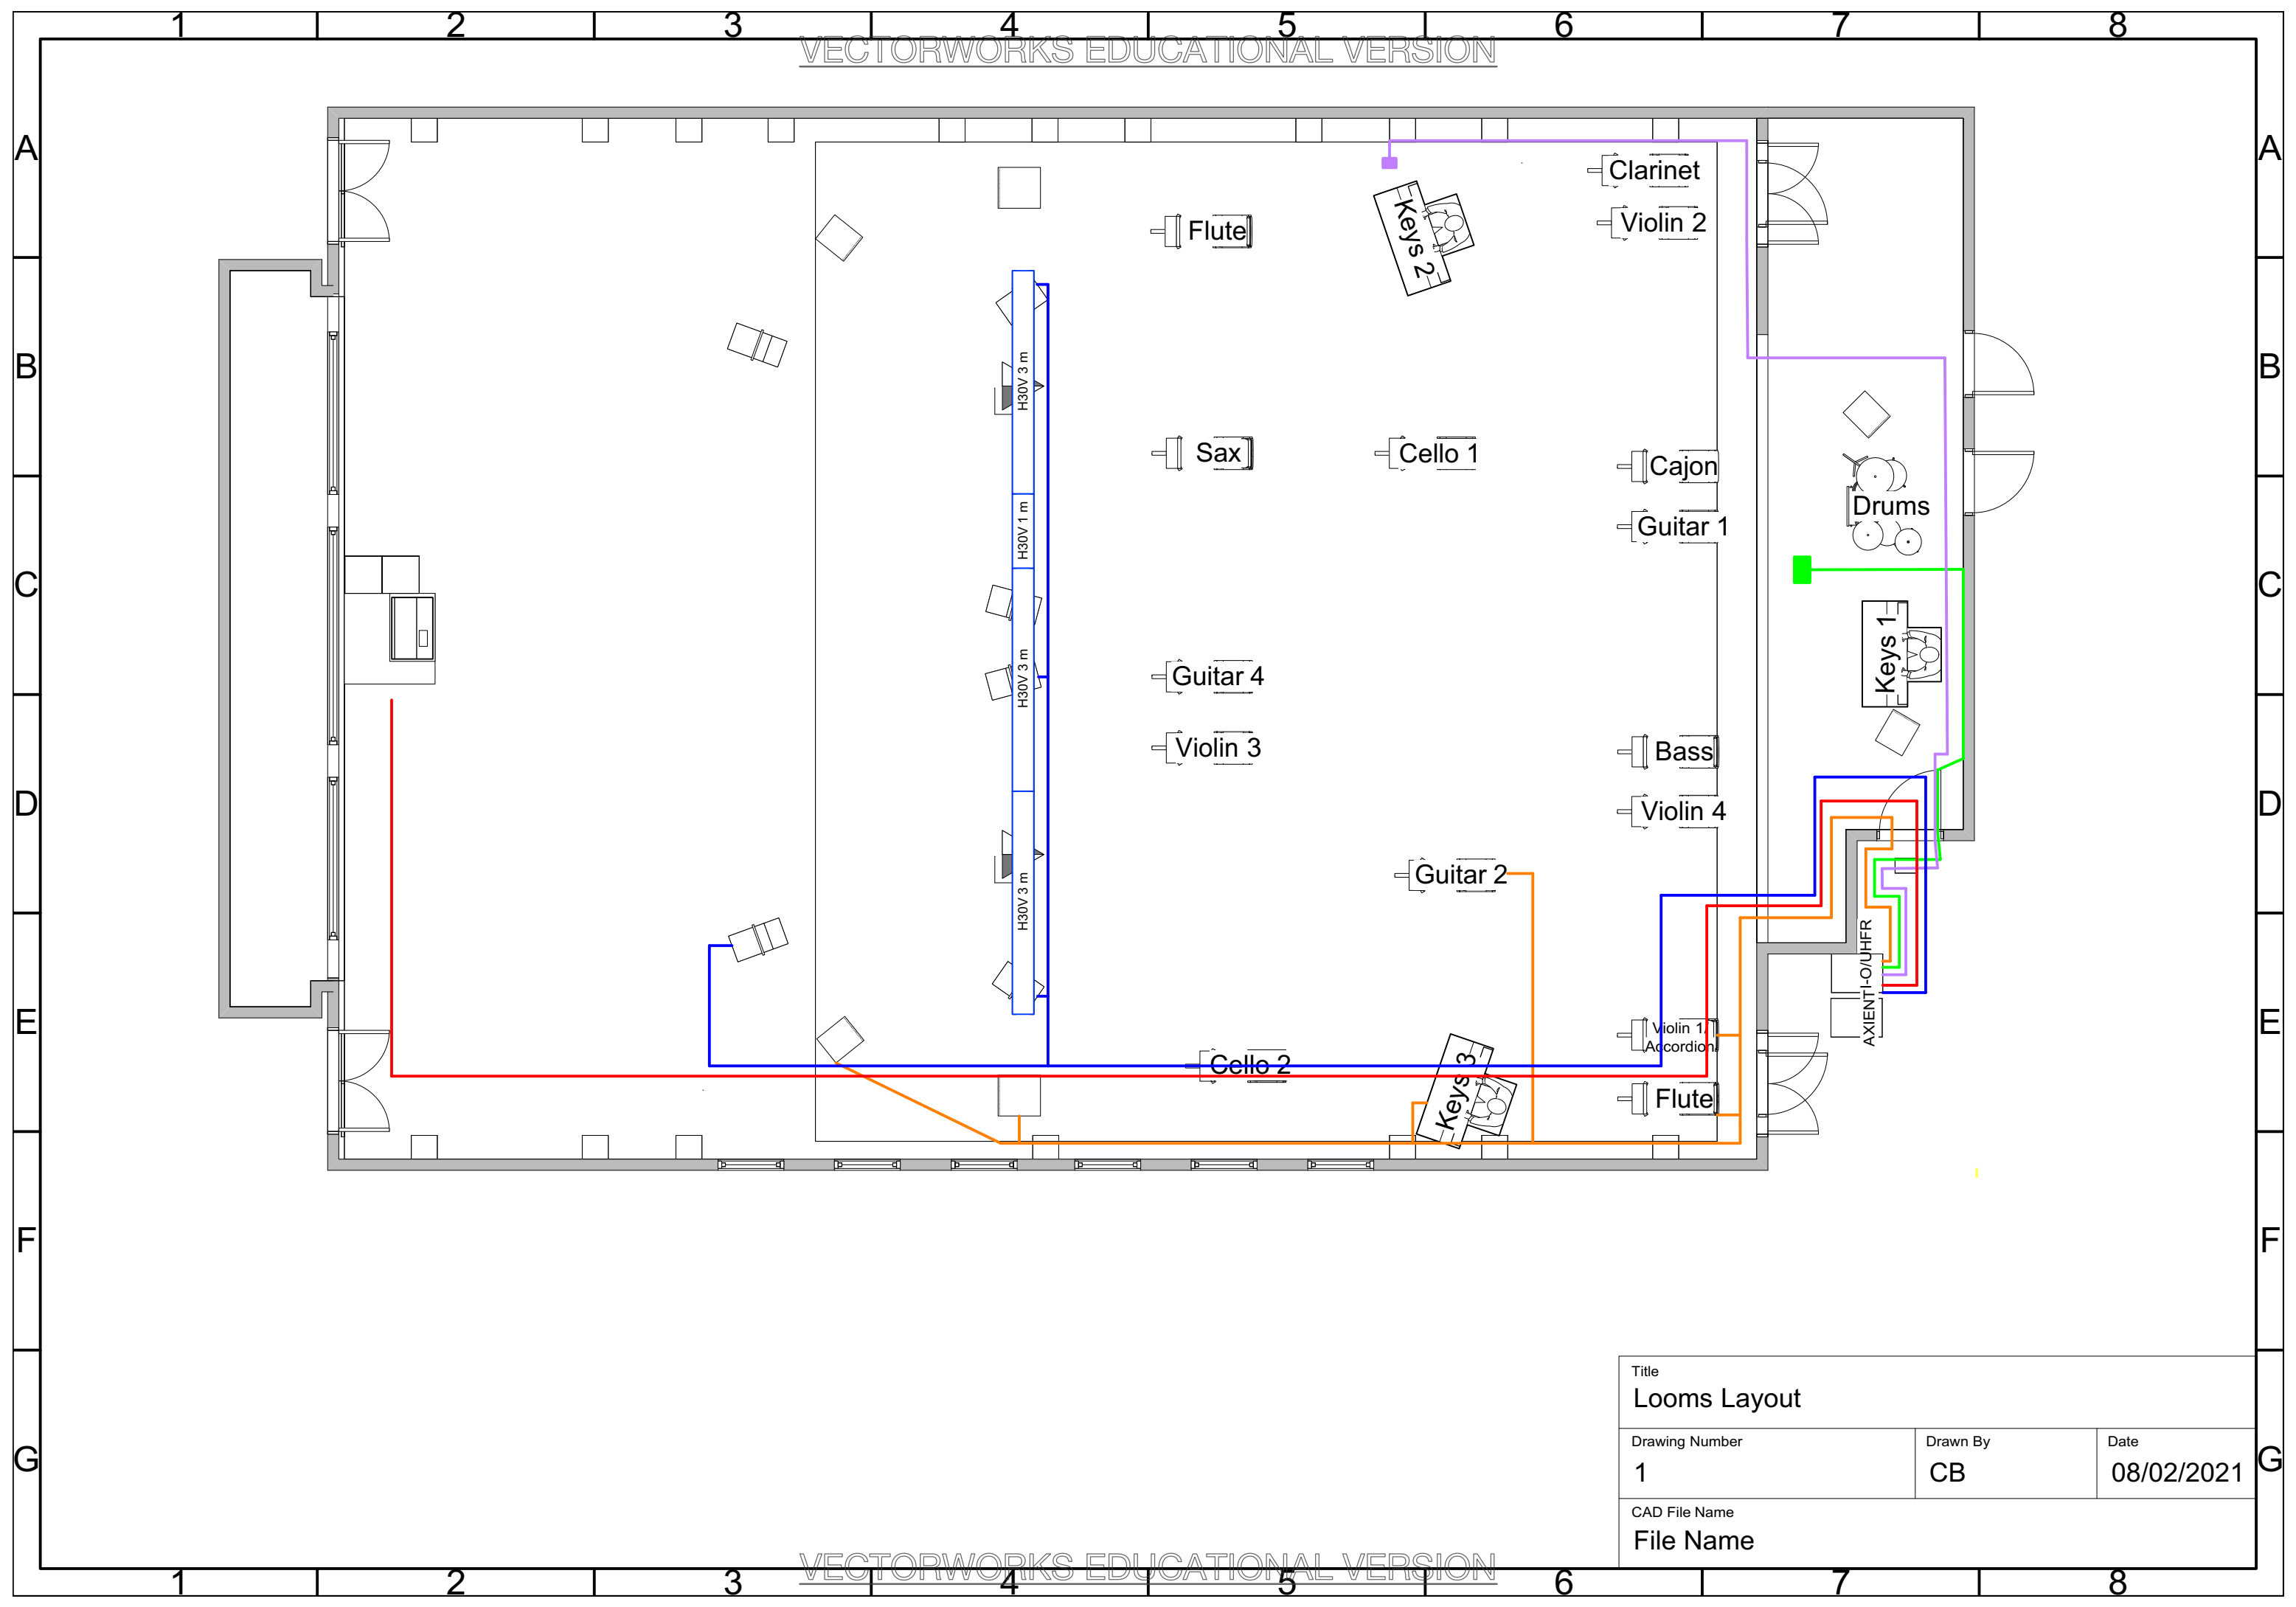 1 2 3 4 5 6 7 8
VECTORWORKS EDUCATIONAL VERSION
A A
Clarinet
Violin 2
Flute
Keys 2
B B
H30V 3 m
Sax
Cello 1
Cajon
Drums
H30V 1 m
Guitar 1
C C
Keys 1
H30V 3 m
Guitar 4
Violin 3
Bass
D D
Violin 4
Guitar 2
H30V 3 m
AXIENT I-O/UHFR
E E
Violin 1/
Accordion
Cello 2
Keys 3
Flute
F F
Title
Looms Layout
Drawing Number
1
Drawn By
CB
Date
08/02/2021
G G
CAD File Name
File Name
VECTORWORKS EDUCATIONAL VERSION
1 2 3 4 5 6 7 8